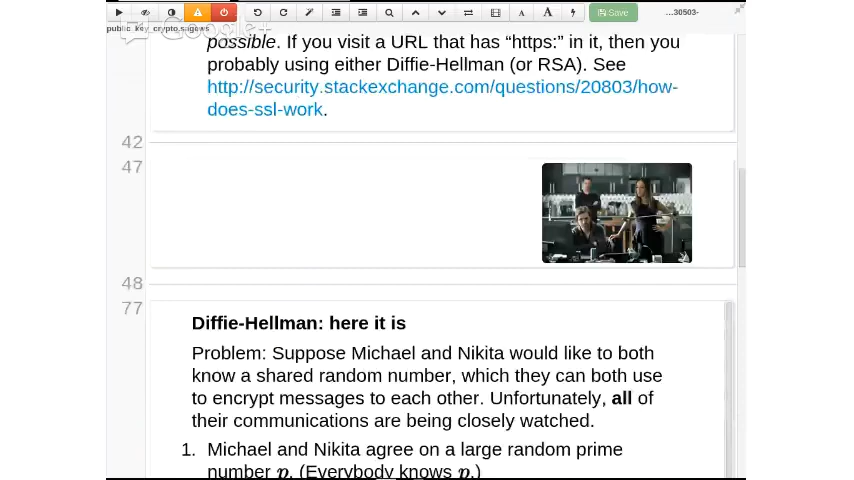 Save
...30503-
public_key_crypto.sagews
Google+
possible. If you visit a URL that has “https:” in it, then you
probably using either Diffie-Hellman (or RSA). See
http://security.stackexchange.com/questions/20803/how-
does-ssl-work.
42
47
48
77
Diffie-Hellman: here it is
Problem: Suppose Michael and Nikita would like to both
know a shared random number, which they can both use
to encrypt messages to each other. Unfortunately, all of
their communications are being closely watched.
1. Michael and Nikita agree on a large random prime
number p. (Everybody knows p.)